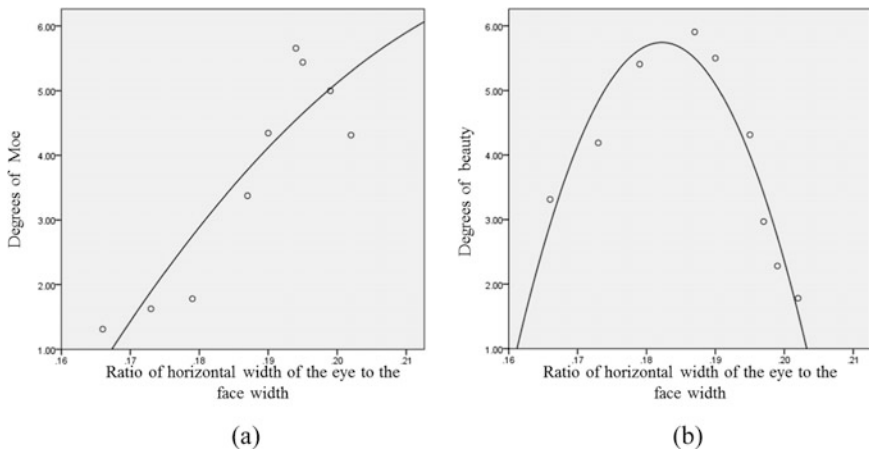 Degrees of Moe
6.00
5.00
4.00
3.00
2.00
1.00
.16 .17 .18 .19 .20 .21
Ratio of horizontal width of the eye to the
face width
(a)
Degrees of beauty
6.00
5.00
4.00
3.00
2.00
1.00
.16 .17 .18 .19 .20 .21
Ratio of horizontal width of the eye to the
face width
(b)